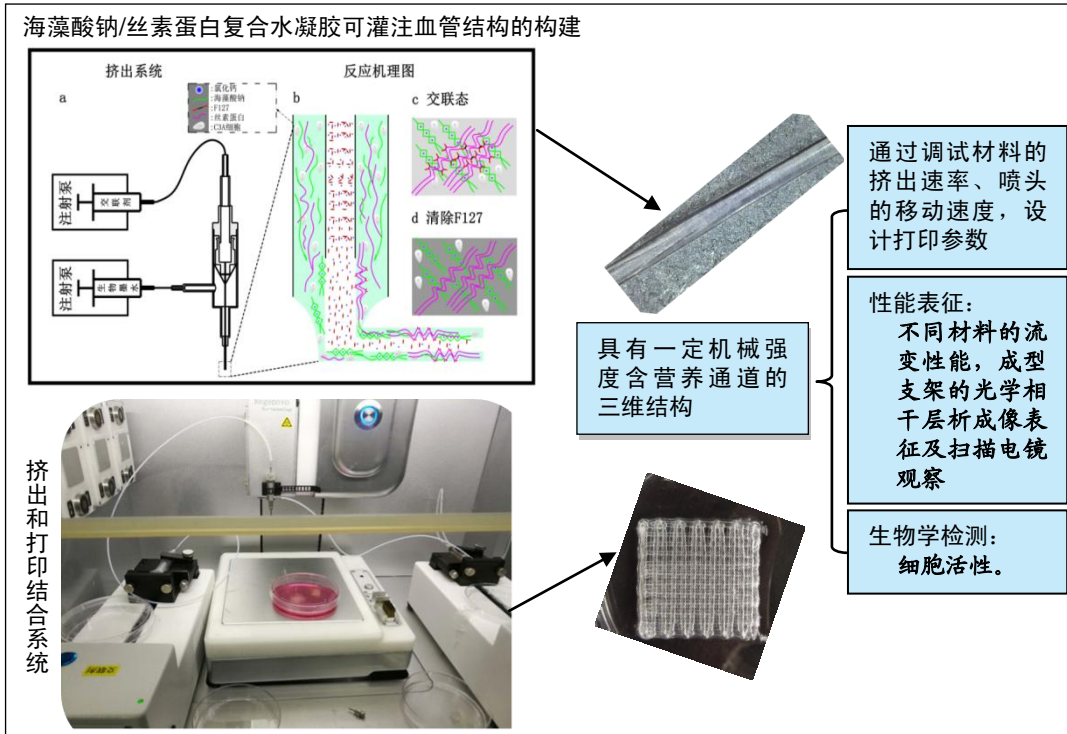 海藻酸钠/丝素蛋白复合水凝胶可灌注血管结构的构建
挤出系统
反应机理图
a
:氯化钙
:海藻酸钠
:F127
:丝素蛋白
:C3A细胞
b
c 交联态
d 清除F127
注射泵
交联剂
注射泵
生物墨水
挤出和打印结合系统
交联剂
具有一定机械强
度含营养通道的
三维结构
通过调试材料的
挤出速率、喷头
的移动速度，设
计打印参数
性能表征：
不同材料的流
变性能，成型
支架的光学相
干层析成像表
征及扫描电镜
观察
生物学检测：
细胞活性。